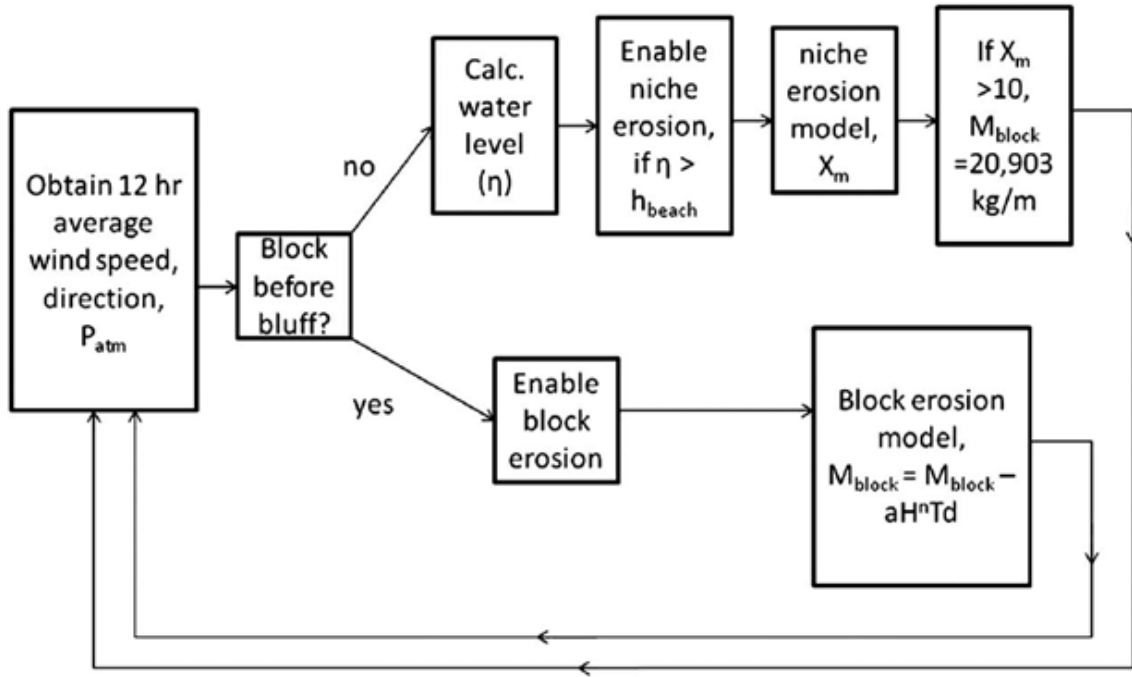 Obtain 12 hr
average
wind speed,
direction,
Patm
Block
before
bluff?
no
Calc.
water
level
(η)
Enable
niche
erosion,
if η >
hbeach
niche
erosion
model,
Xm
If Xm
>10,
Mblock
=20,903
kg/m
yes
Enable
block
erosion
Block erosion
model,
Mblock = Mblock –
aHⁿTd